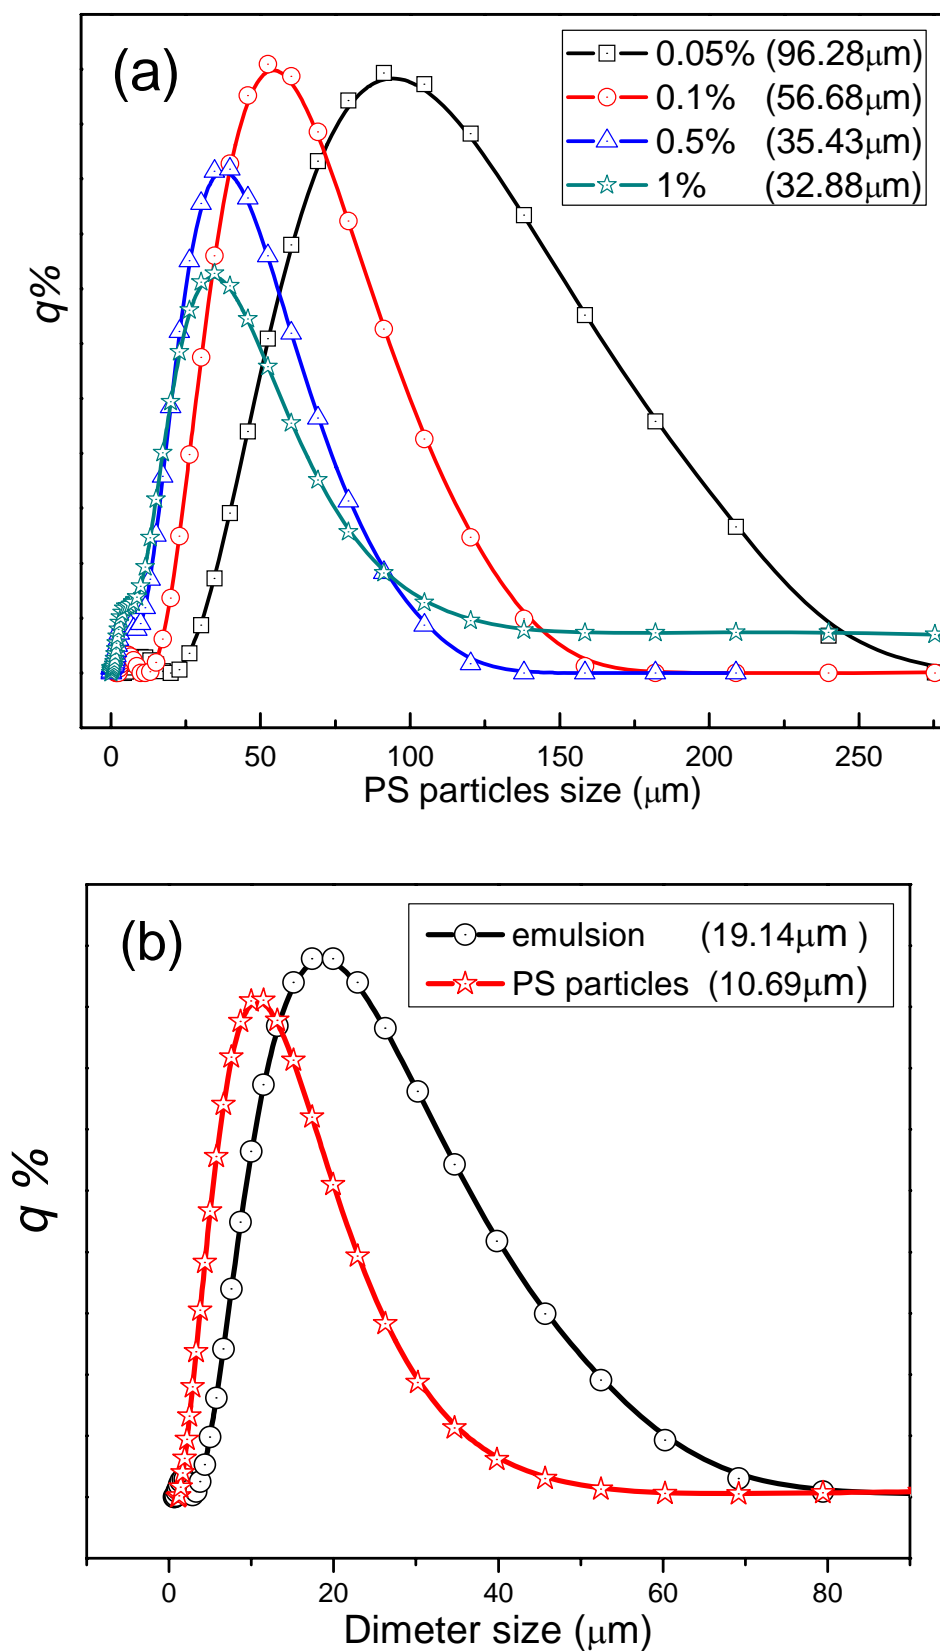 (a)
0.05% (96.28μm)
0.1% (56.68μm)
0.5% (35.43μm)
1% (32.88μm)
q%
0 50 100 150 200 250
PS particles size (μm)
(b)
emulsion (19.14μm )
PS particles (10.69μm)
q %
0 20 40 60 80
Dimeter size (μm)